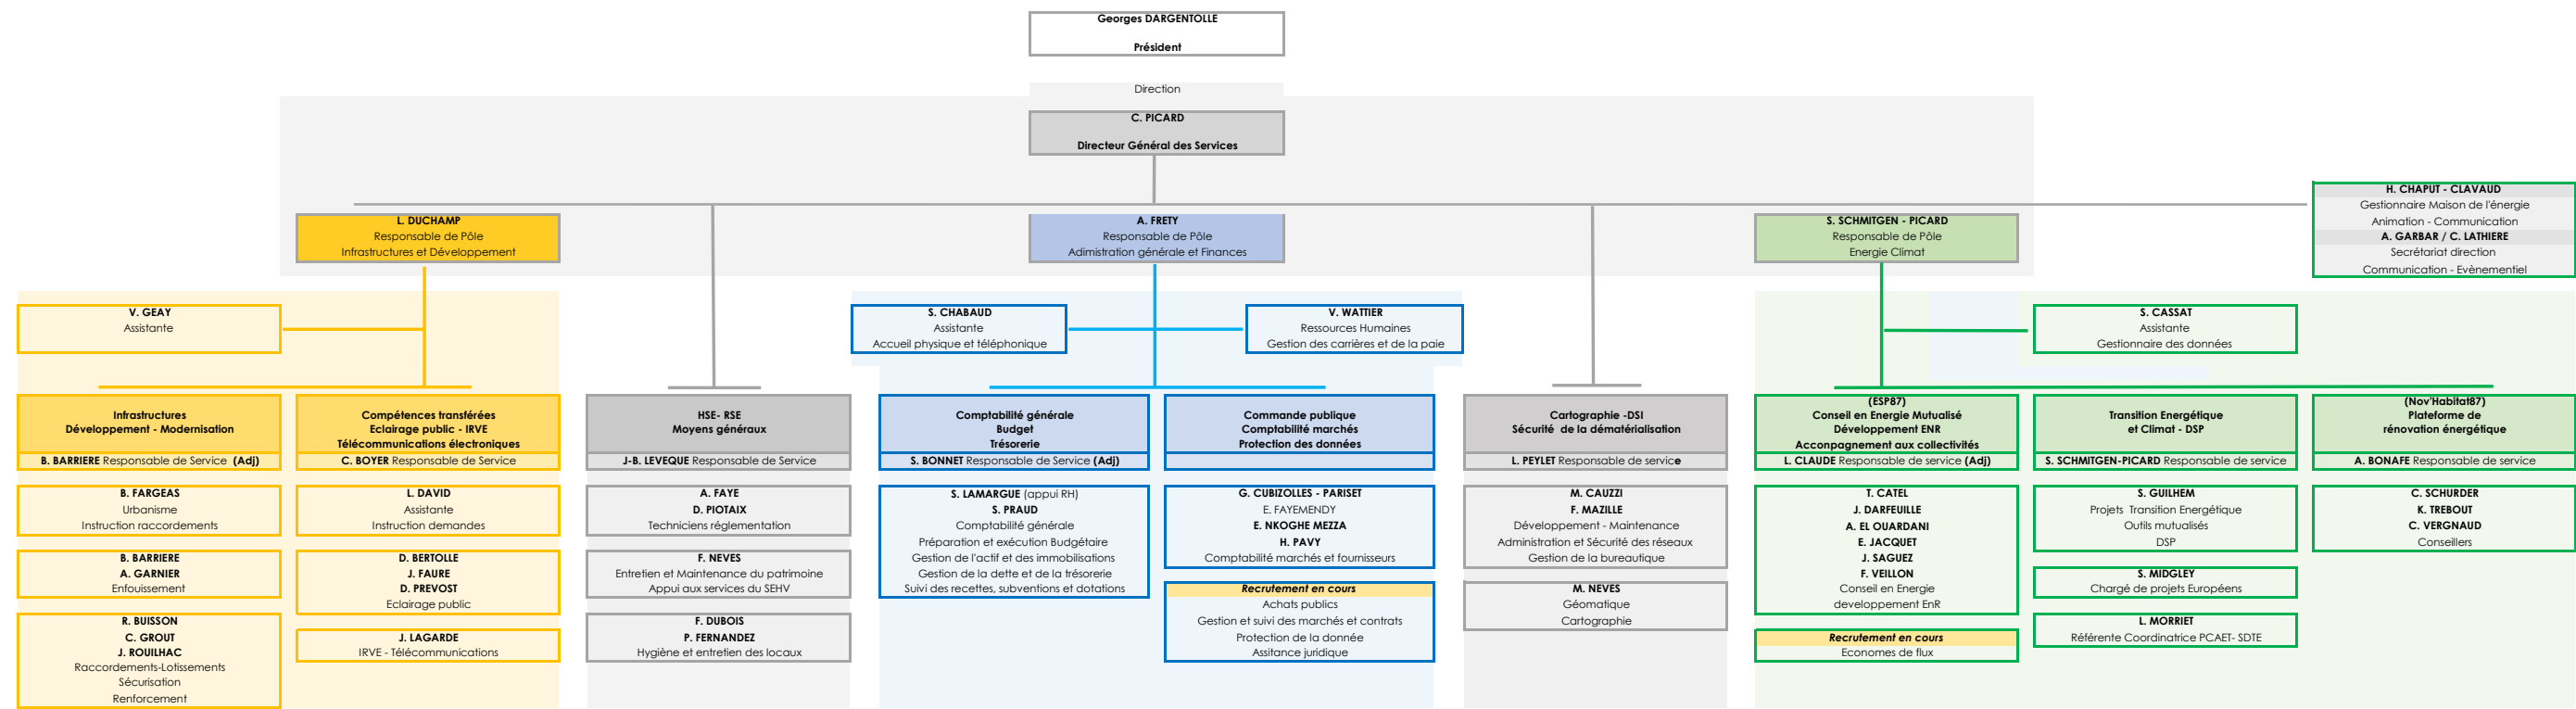 Georges DARGENTOLLE
Président
Direction
C. PICARD
Directeur Général des Services
H. CHAPUT - CLAVAUD
Gestionnaire Maison de l'énergie
Animation - Communication
A. GARBAR / C. LATHIERE
Secrétariat direction
Communication - Evènementiel
L. DUCHAMP
Responsable de Pôle
Infrastructures et Développement
A. FRETY
Responsable de Pôle
Adimistration générale et Finances
S. SCHMITGEN - PICARD
Responsable de Pôle
Energie Climat
V. GEAY
Assistante
S. CHABAUD
Assistante
Accueil physique et téléphonique
V. WATTIER
Ressources Humaines
Gestion des carrières et de la paie
S. CASSAT
Assistante
Gestionnaire des données
Infrastructures
Développement - Modernisation
B. BARRIERE Responsable de Service (Adj)
B. FARGEAS
Urbanisme
Instruction raccordements
B. BARRIERE
A. GARNIER
Enfouissement
R. BUISSON
C. GROUT
J. ROUILHAC
Raccordements-Lotissements
Sécurisation
Renforcement
Compétences transférées
Eclairage public - IRVE
Télécommunications électroniques
C. BOYER Responsable de Service
L. DAVID
Assistante
Instruction demandes
D. BERTOLLE
J. FAURE
D. PREVOST
Eclairage public
J. LAGARDE
IRVE - Télécommunications
HSE- RSE
Moyens généraux
J-B. LEVEQUE Responsable de Service
A. FAYE
D. PIOTAIX
Techniciens réglementation
F. NEVES
Entretien et Maintenance du patrimoine
Appui aux services du SEHV
F. DUBOIS
P. FERNANDEZ
Hygiène et entretien des locaux
Comptabilité générale
Budget
Trésorerie
S. BONNET Responsable de Service (Adj)
S. LAMARGUE (appui RH)
S. PRAUD
Comptabilité générale
Préparation et exécution Budgétaire
Gestion de l'actif et des immobilisations
Gestion de la dette et de la trésorerie
Suivi des recettes, subventions et dotations
Commande publique
Comptabilité marchés
Protection des données
G. CUBIZOLLES - PARISET
E. FAYEMENDY
E. NKOGHE MEZZA
H. PAVY
Comptabilité marchés et fournisseurs
Recrutement en cours
Achats publics
Gestion et suivi des marchés et contrats
Protection de la donnée
Assitance juridique
Cartographie -DSI
Sécurité de la dématérialisation
L. PEYLET Responsable de service
M. CAUZZI
F. MAZILLE
Développement - Maintenance
Administration et Sécurité des réseaux
Gestion de la bureautique
M. NEVES
Géomatique
Cartographie
(ESP87)
Conseil en Energie Mutualisé
Développement ENR
Acconpagnement aux collectivités
L. CLAUDE Responsable de service (Adj)
T. CATEL
J. DARFEUILLE
A. EL OUARDANI
E. JACQUET
J. SAGUEZ
F. VEILLON
Conseil en Energie
developpement EnR
Recrutement en cours
Economes de flux
Transition Energétique
et Climat - DSP
S. SCHMITGEN-PICARD Responsable de service
S. GUILHEM
Projets Transition Energétique
Outils mutualisés
DSP
S. MIDGLEY
Chargé de projets Européens
L. MORRIET
Référente Coordinatrice PCAET- SDTE
(Nov'Habitat87)
Plateforme de
rénovation énergétique
A. BONAFE Responsable de service
C. SCHURDER
K. TREBOUT
C. VERGNAUD
Conseillers